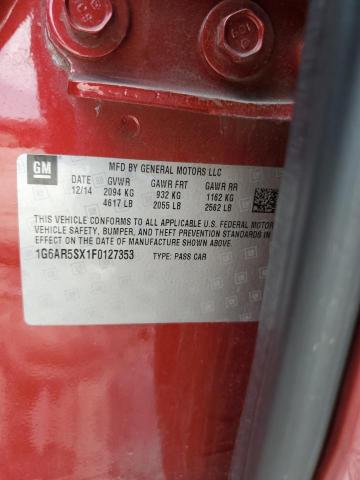 GM
MFD BY GENERAL MOTORS LLC
DATE GVWR GAWR FRT GAWR RR
12/14 2094 KG 932 KG 1162 KG
4617 LB 2055 LB 2562 LB
THIS VEHICLE CONFORMS TO ALL APPLICABLE U.S. FEDERAL MOTOR
VEHICLE SAFETY, BUMPER, AND THEFT PREVENTION STANDARDS IN
EFFECT ON THE DATE OF MANUFACTURE SHOWN ABOVE.
1G6AR5SX1F0127353 TYPE: PASS CAR